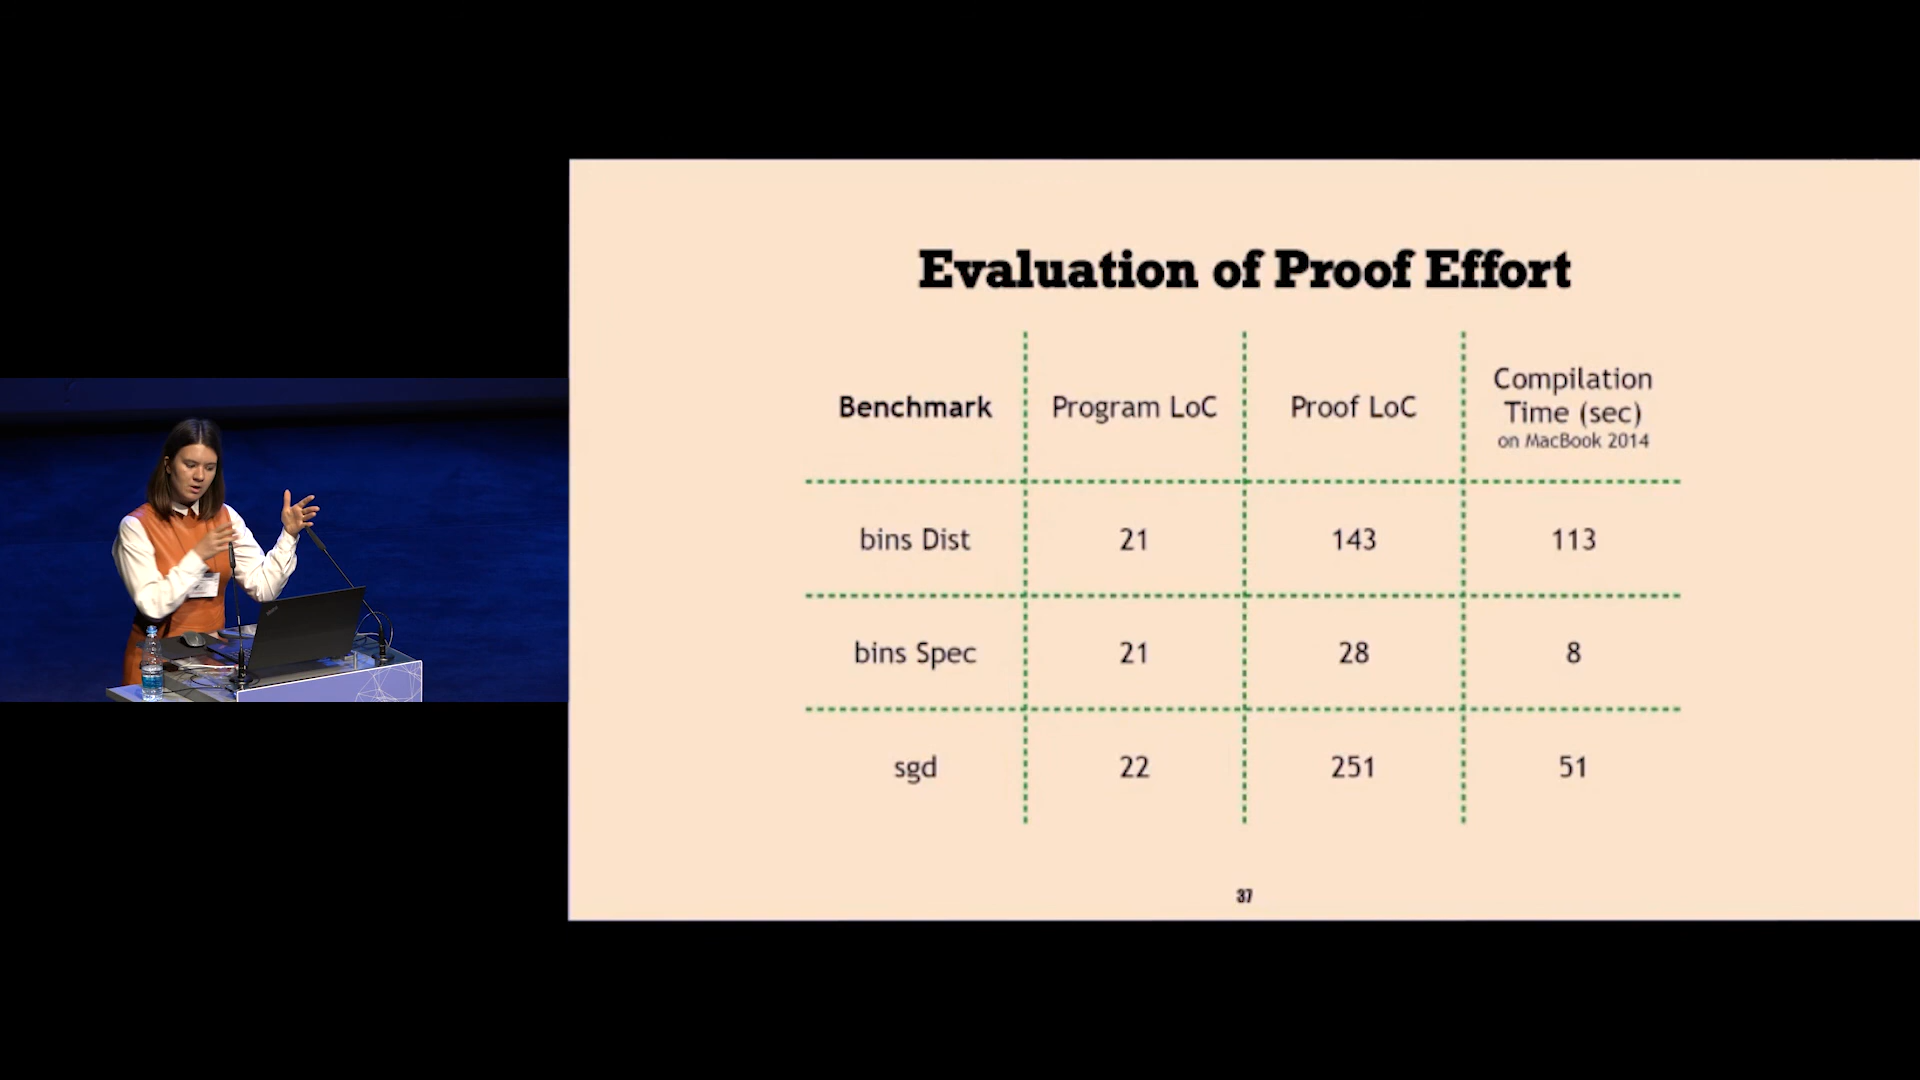 Evaluation of Proof Effort
Benchmark
Program LoC
Proof LoC
Compilation
Time (sec)
on MacBook 2014
bins Dist
21
143
113
bins Spec
21
28
8
sgd
22
251
51
37